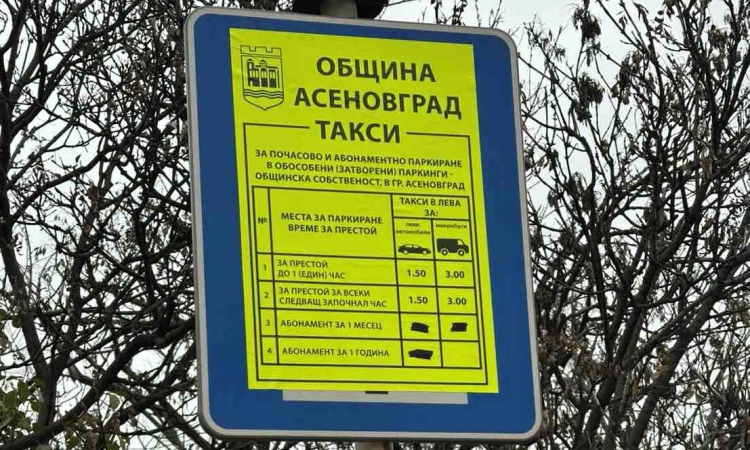 ОБЩИНА
АСЕНОВГРАД
ТАКСИ
ЗА ПОЧАСОВО И АБОНАМЕНТНО ПАРКИРАНЕ
В ОБОСОБЕНИ (ЗАТВОРЕНИ) ПАРКИНГИ -
ОБЩИНСКА СОБСТВЕНОСТ, В ГР. АСЕНОВГРАД
№ МЕСТА ЗА ПАРКИРАНЕ
ВРЕМЕ ЗА ПРЕСТОЙ
ТАКСИ В ЛЕВА
ЗА:
леки
автомобили
микробуси
1 ЗА ПРЕСТОЙ
ДО 1 (ЕДИН) ЧАС 1.50 3.00
2 ЗА ПРЕСТОЙ ЗА ВСЕКИ
СЛЕДВАЩ ЗАПОЧНАЛ ЧАС 1.50 3.00
3 АБОНАМЕНТ ЗА 1 МЕСЕЦ
4 АБОНАМЕНТ ЗА 1 ГОДИНА